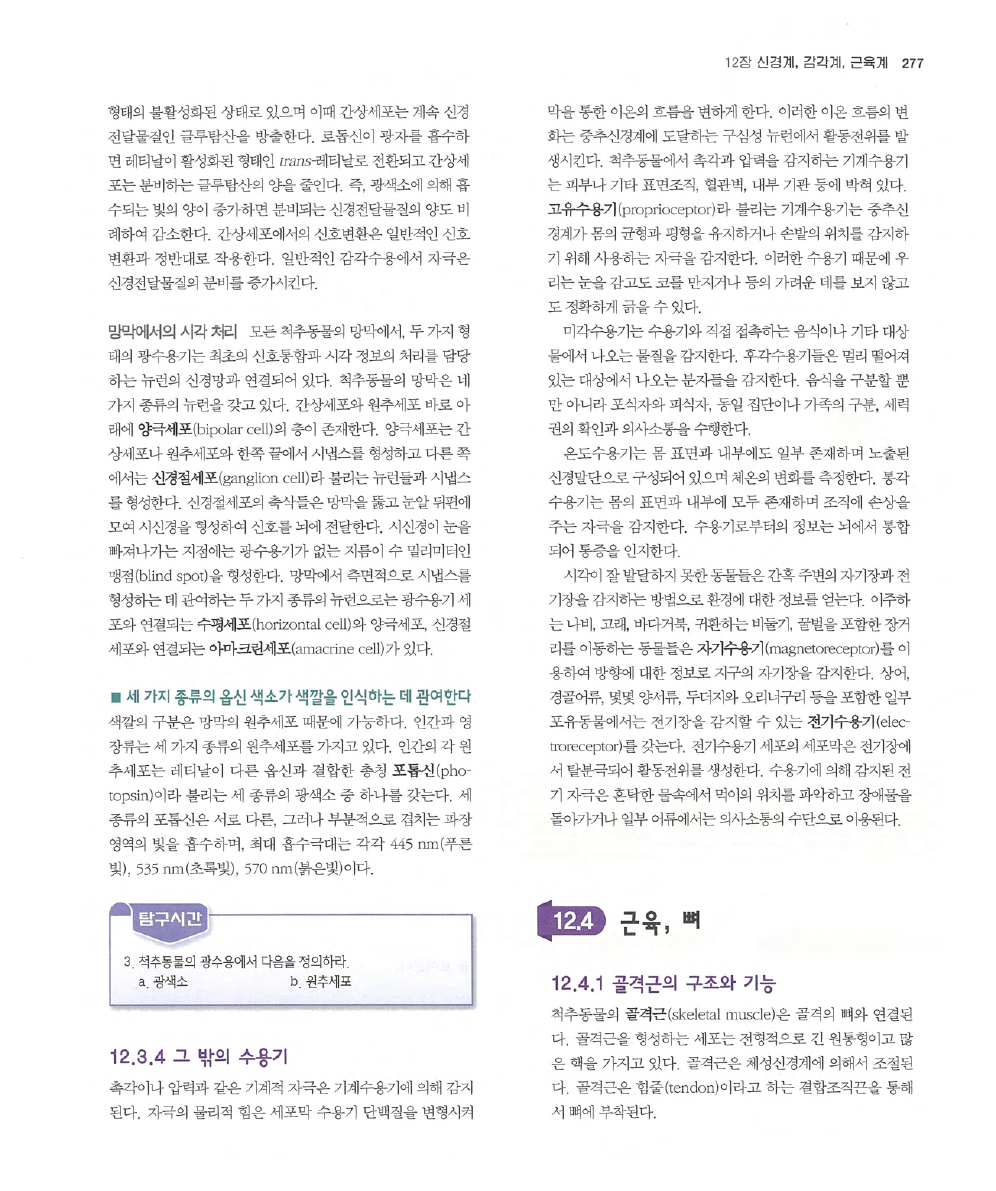 12장 신경계, 감각계, 근육계 277
형태의 불활성화된 상태로 있으며 이때 간상세포는 계속 신경
전달물질인 글루탐산을 방출한다. 로돕신이 광자를 흡수하
면 레티날이 활성화된 형태인 trans-레티날로 전환되고 간상세
포는 분비하는 글루탐산의 양을 줄인다. 즉, 광색소에 의해 흡
수되는 빛의 양이 증가하면 분비되는 신경전달물질의 양도 비
례하여 감소한다. 간상세포에서의 신호변환은 일반적인 신호
변환과 정반대로 작용한다. 일반적인 감각수용에서 자극은
신경전달물질의 분비를 증가시킨다.
망막에서의 시각 처리 모든 척추동물의 망막에서, 두 가지 형
태의 광수용기는 최초의 신호통합과 시각 정보의 처리를 담당
하는 뉴런의 신경망과 연결되어 있다. 척추동물의 망막은 네
가지 종류의 뉴런을 갖고 있다. 간상세포와 원추세포 바로 아
래에 양극세포(bipolar cell)의 층이 존재한다. 양극세포는 간
상세포나 원추세포와 한쪽 끝에서 시냅스를 형성하고 다른 쪽
에서는 신경절세포(ganglion cell)라 불리는 뉴런들과 시냅스
를 형성한다. 신경절세포의 축삭들은 망막을 뚫고 눈알 뒤편에
모여 시신경을 형성하여 신호를 뇌에 전달한다. 시신경이 눈을
빠져나가는 지점에는 광수용기가 없는 지름이 수 밀리미터인
맹점(blind spot)을 형성한다. 망막에서 측면적으로 시냅스를
형성하는 데 관여하는 두 가지 종류의 뉴런으로는 광수용기 세
포와 연결되는 수평세포(horizontal cell)와 양극세포, 신경절
세포와 연결되는 아마크린세포(amacrine cell)가 있다.
■ 세 가지 종류의 옵신 색소가 색깔을 인식하는 데 관여한다
색깔의 구분은 망막의 원추세포 때문에 가능하다. 인간과 영
장류는 세 가지 종류의 원추세포를 가지고 있다. 인간의 각 원
추세포는 레티날이 다른 옵신과 결합한 총칭 포톱신(pho-
topsin)이라 불리는 세 종류의 광색소 중 하나를 갖는다. 세
종류의 포톱신은 서로 다른, 그러나 부분적으로 겹치는 파장
영역의 빛을 흡수하며, 최대 흡수극대는 각각 445 nm(푸른
빛), 535 nm(초록빛), 570 nm(붉은빛)이다.
탐구시간
3. 척추동물의 광수용에서 다음을 정의하라.
a. 광색소 b. 원추세포
12.3.4 그 밖의 수용기
촉각이나 압력과 같은 기계적 자극은 기계수용기에 의해 감지
된다. 자극의 물리적 힘은 세포막 수용기 단백질을 변형시켜
막을 통한 이온의 흐름을 변하게 한다. 이러한 이온 흐름의 변
화는 중추신경계에 도달하는 구심성 뉴런에서 활동전위를 발
생시킨다. 척추동물에서 촉각과 압력을 감지하는 기계수용기
는 피부나 기타 표면조직, 혈관벽, 내부 기관 등에 박혀 있다.
고유수용기(proprioceptor)라 불리는 기계수용기는 중추신
경계가 몸의 균형과 평형을 유지하거나 손발의 위치를 감지하
기 위해 사용하는 자극을 감지한다. 이러한 수용기 때문에 우
리는 눈을 감고도 코를 만지거나 등의 가려운 데를 보지 않고
도 정확하게 긁을 수 있다.
미각수용기는 수용기와 직접 접촉하는 음식이나 기타 대상
물에서 나오는 물질을 감지한다. 후각수용기들은 멀리 떨어져
있는 대상에서 나오는 분자들을 감지한다. 음식을 구분할 뿐
만 아니라 포식자와 피식자, 동일 집단이나 가족의 구분, 세력
권의 확인과 의사소통을 수행한다.
온도수용기는 몸 표면과 내부에도 일부 존재하며 노출된
신경말단으로 구성되어 있으며 체온의 변화를 측정한다. 통각
수용기는 몸의 표면과 내부에 모두 존재하며 조직에 손상을
주는 자극을 감지한다. 수용기로부터의 정보는 뇌에서 통합
되어 통증을 인지한다.
시각이 잘 발달하지 못한 동물들은 간혹 주변의 자기장과 전
기장을 감지하는 방법으로 환경에 대한 정보를 얻는다. 이주하
는 나비, 고래, 바다거북, 귀환하는 비둘기, 꿀벌을 포함한 장거
리를 이동하는 동물들은 자기수용기(magnetoreceptor)를 이
용하여 방향에 대한 정보로 지구의 자기장을 감지한다. 상어,
경골어류, 몇몇 양서류, 두더지와 오리너구리 등을 포함한 일부
포유동물에서는 전기장을 감지할 수 있는 전기수용기(elec-
troreceptor)를 갖는다. 전기수용기 세포의 세포막은 전기장에
서 탈분극되어 활동전위를 생성한다. 수용기에 의해 감지된 전
기 자극은 혼탁한 물속에서 먹이의 위치를 파악하고 장애물을
돌아가거나 일부 어류에서는 의사소통의 수단으로 이용된다.
12.4 근육, 뼈
12.4.1 골격근의 구조와 기능
척추동물의 골격근(skeletal muscle)은 골격의 뼈와 연결된
다. 골격근을 형성하는 세포는 전형적으로 긴 원통형이고 많
은 핵을 가지고 있다. 골격근은 체성신경계에 의해서 조절된
다. 골격근은 힘줄(tendon)이라고 하는 결합조직끈을 통해
서 뼈에 부착된다.